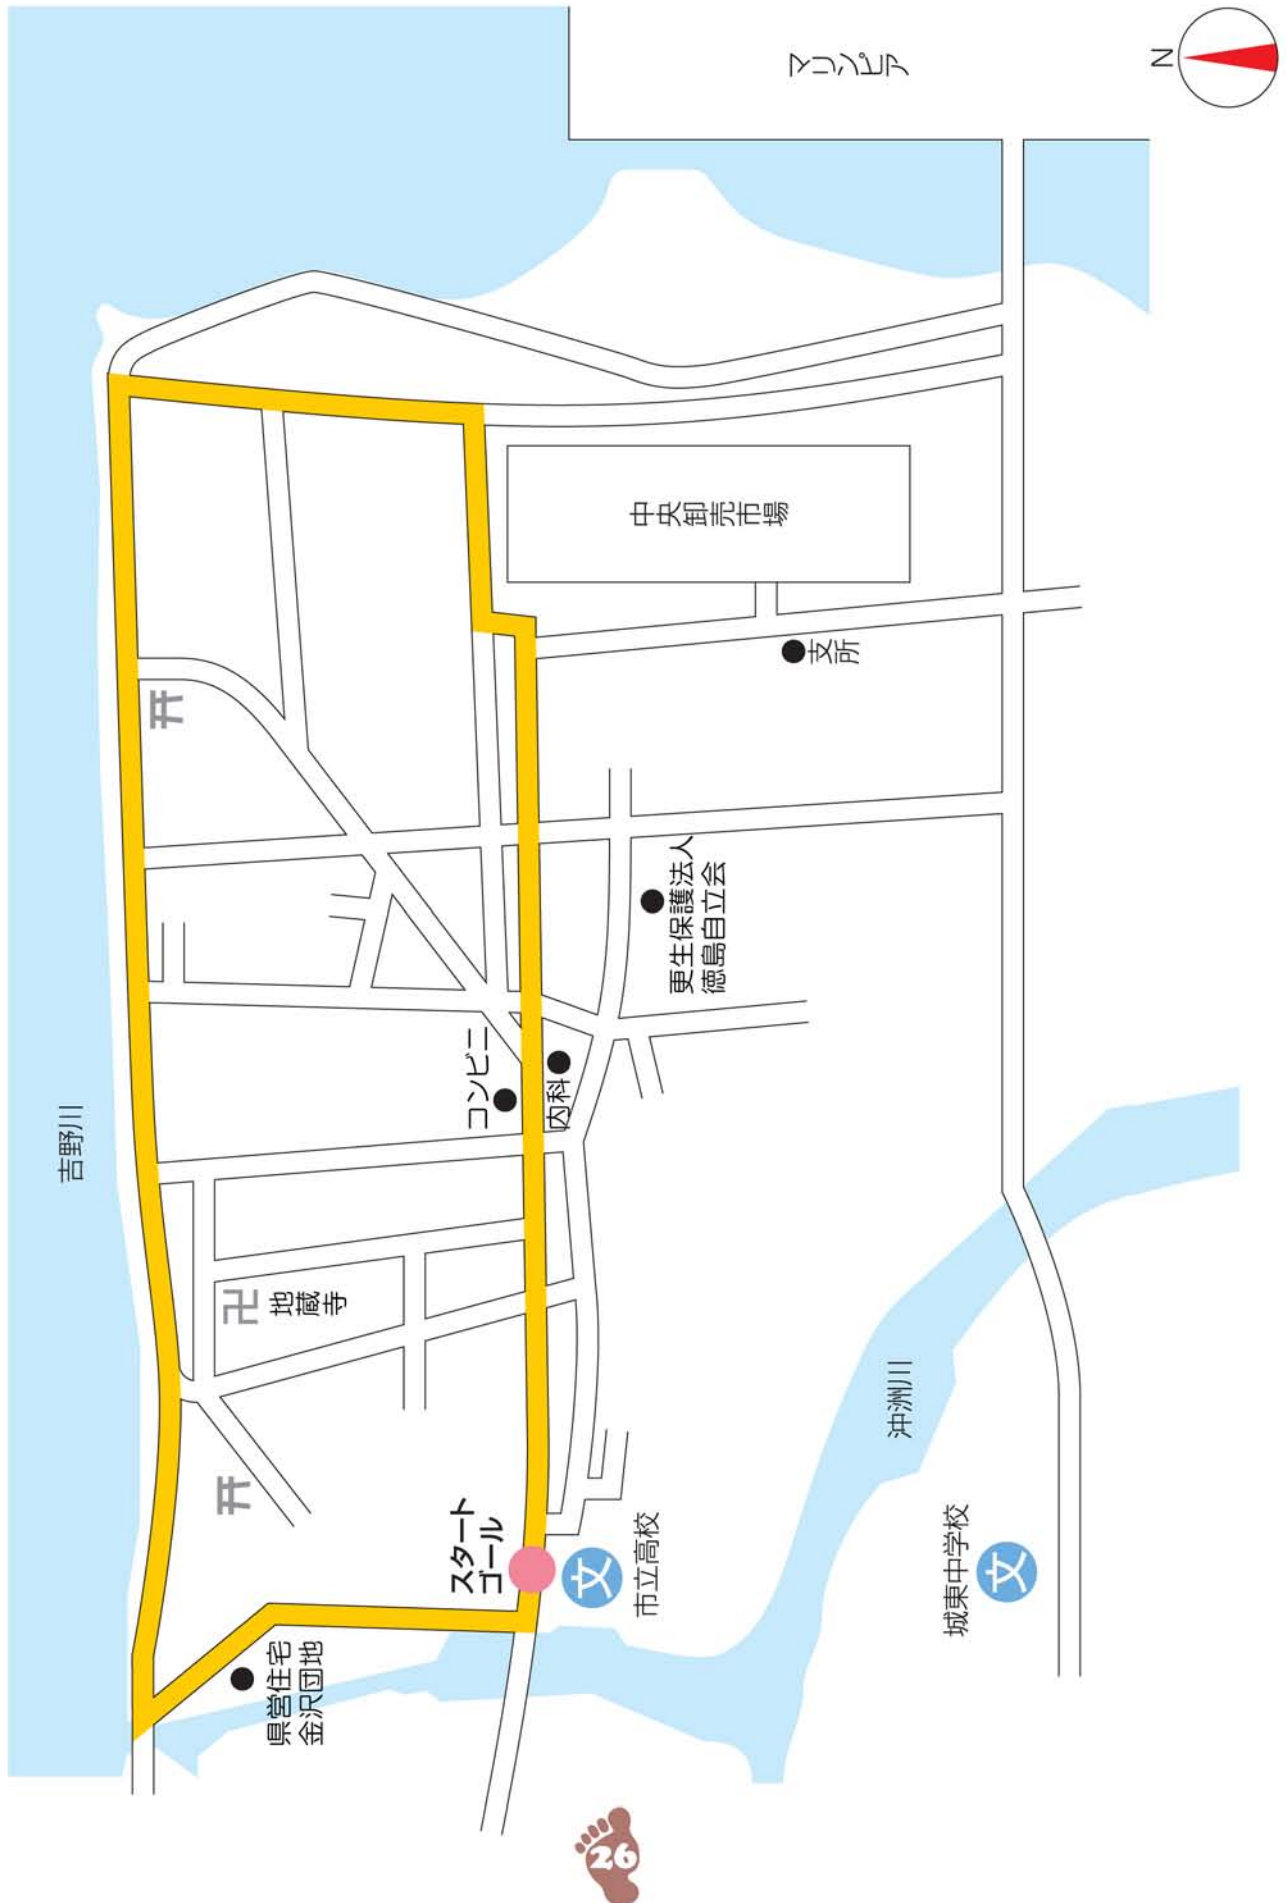 N
マリンピア
中央卸売市場
支所
更生保護法人
徳島自立会
コンビニ
内科
吉野川
地蔵寺
沖洲川
スタート
ゴール
文
市立高校
城東中学校
文
県営住宅
金沢団地
26